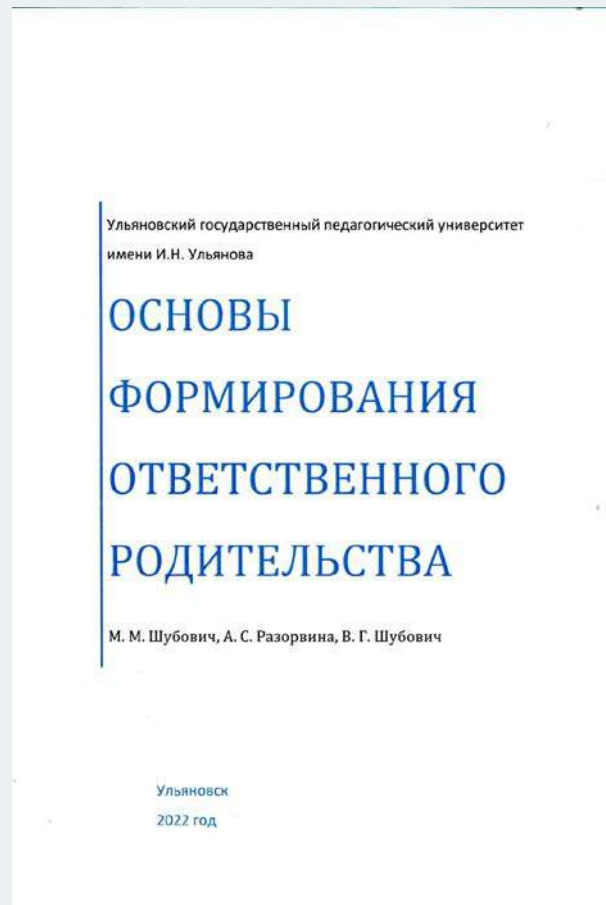 Ульяновский государственный педагогический университет
имени И.Н. Ульянова
ОСНОВЫ
ФОРМИРОВАНИЯ
ОТВЕТСТВЕННОГО
РОДИТЕЛЬСТВА
М. М. Шубович, А. С. Разорвина, В. Г. Шубович
Ульяновск
2022 год